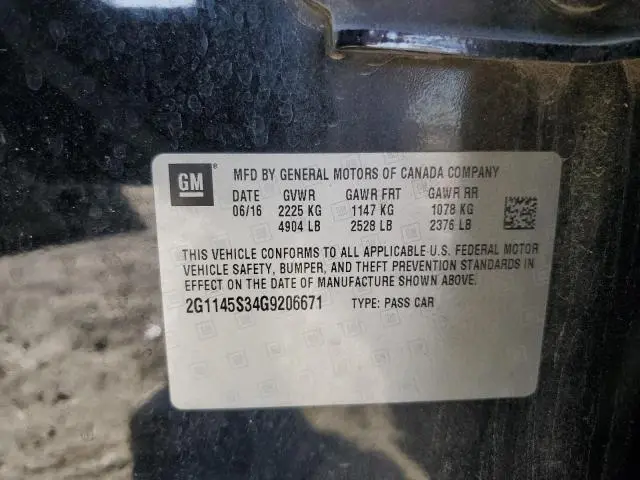 GM ® MFD BY GENERAL MOTORS OF CANADA COMPANY
DATE GVWR GAWR FRT GAWR RR
06/16 2225 KG 1147 KG 1078 KG
4904 LB 2528 LB 2376 LB
THIS VEHICLE CONFORMS TO ALL APPLICABLE U.S. FEDERAL MOTOR
VEHICLE SAFETY, BUMPER, AND THEFT PREVENTION STANDARDS IN
EFFECT ON THE DATE OF MANUFACTURE SHOWN ABOVE.
2G1145S34G9206671 TYPE: PASS CAR